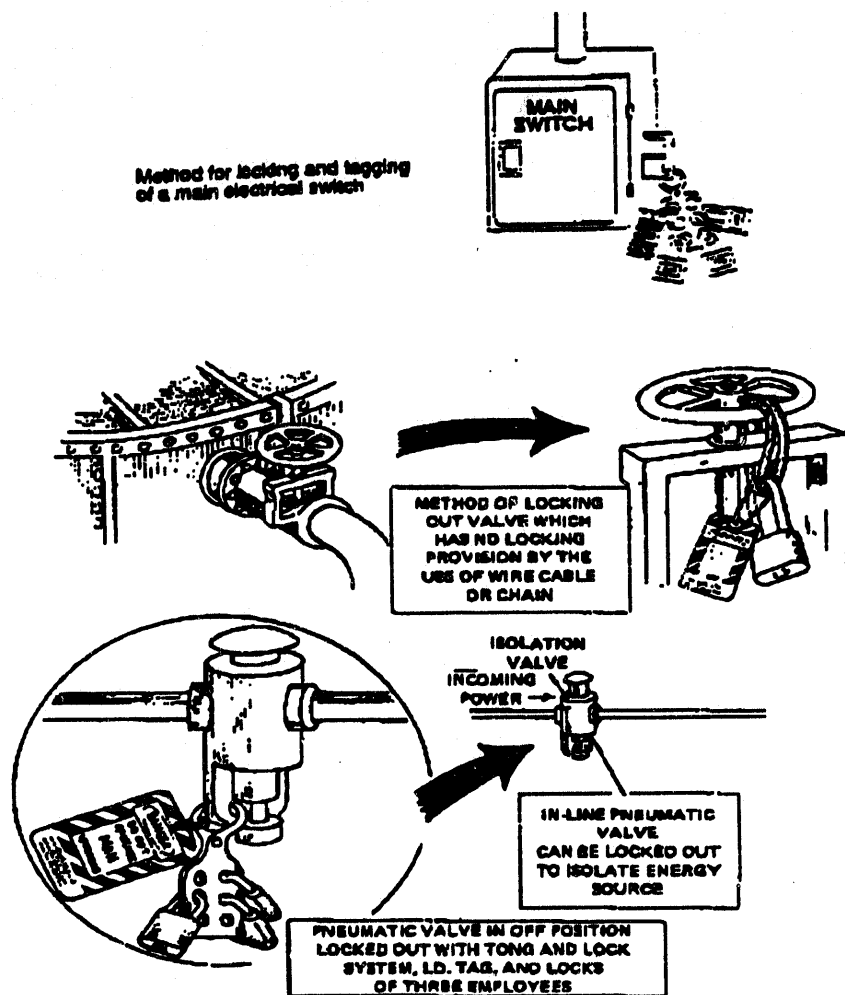 MAIN
SWITCH
Method for locking and tagging
of a main electrical switch
METHOD OF LOCKING
OUT VALVE WHICH
HAS NO LOCKING
PROVISION BY THE
USE OF WIRE CABLE
OR CHAIN
ISOLATION
VALVE
INCOMING
POWER
IN-LINE PNEUMATIC
VALVE
CAN BE LOCKED OUT
TO ISOLATE ENERGY
SOURCE
PNEUMATIC VALVE IN OFF POSITION
LOCKED OUT WITH TONG AND LOCK
SYSTEM, I.D. TAG, AND LOCKS
OF THREE EMPLOYEES